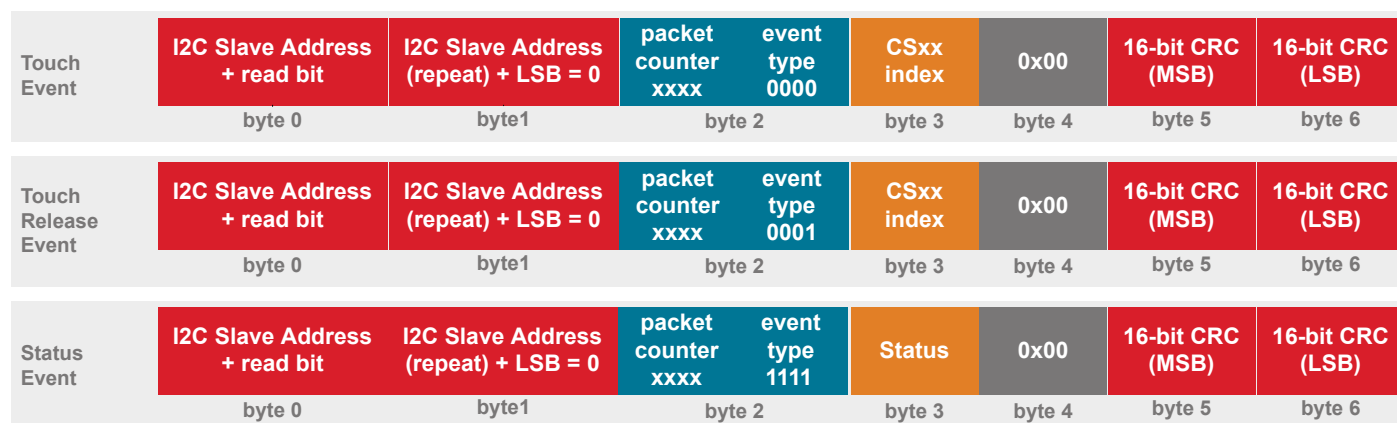 Touch
Event
I2C Slave Address
+ read bit
I2C Slave Address
(repeat) + LSB = 0
packet
counter
xxxx
event
type
0000
CSxx
index
0x00
16-bit CRC
(MSB)
16-bit CRC
(LSB)
byte 0
byte1
byte 2
byte 3
byte 4
byte 5
byte 6
Touch
Release
Event
I2C Slave Address
+ read bit
I2C Slave Address
(repeat) + LSB = 0
packet
counter
xxxx
event
type
0001
CSxx
index
0x00
16-bit CRC
(MSB)
16-bit CRC
(LSB)
byte 0
byte1
byte 2
byte 3
byte 4
byte 5
byte 6
Status
Event
I2C Slave Address
+ read bit
I2C Slave Address
(repeat) + LSB = 0
packet
counter
xxxx
event
type
1111
Status
0x00
16-bit CRC
(MSB)
16-bit CRC
(LSB)
byte 0
byte1
byte 2
byte 3
byte 4
byte 5
byte 6